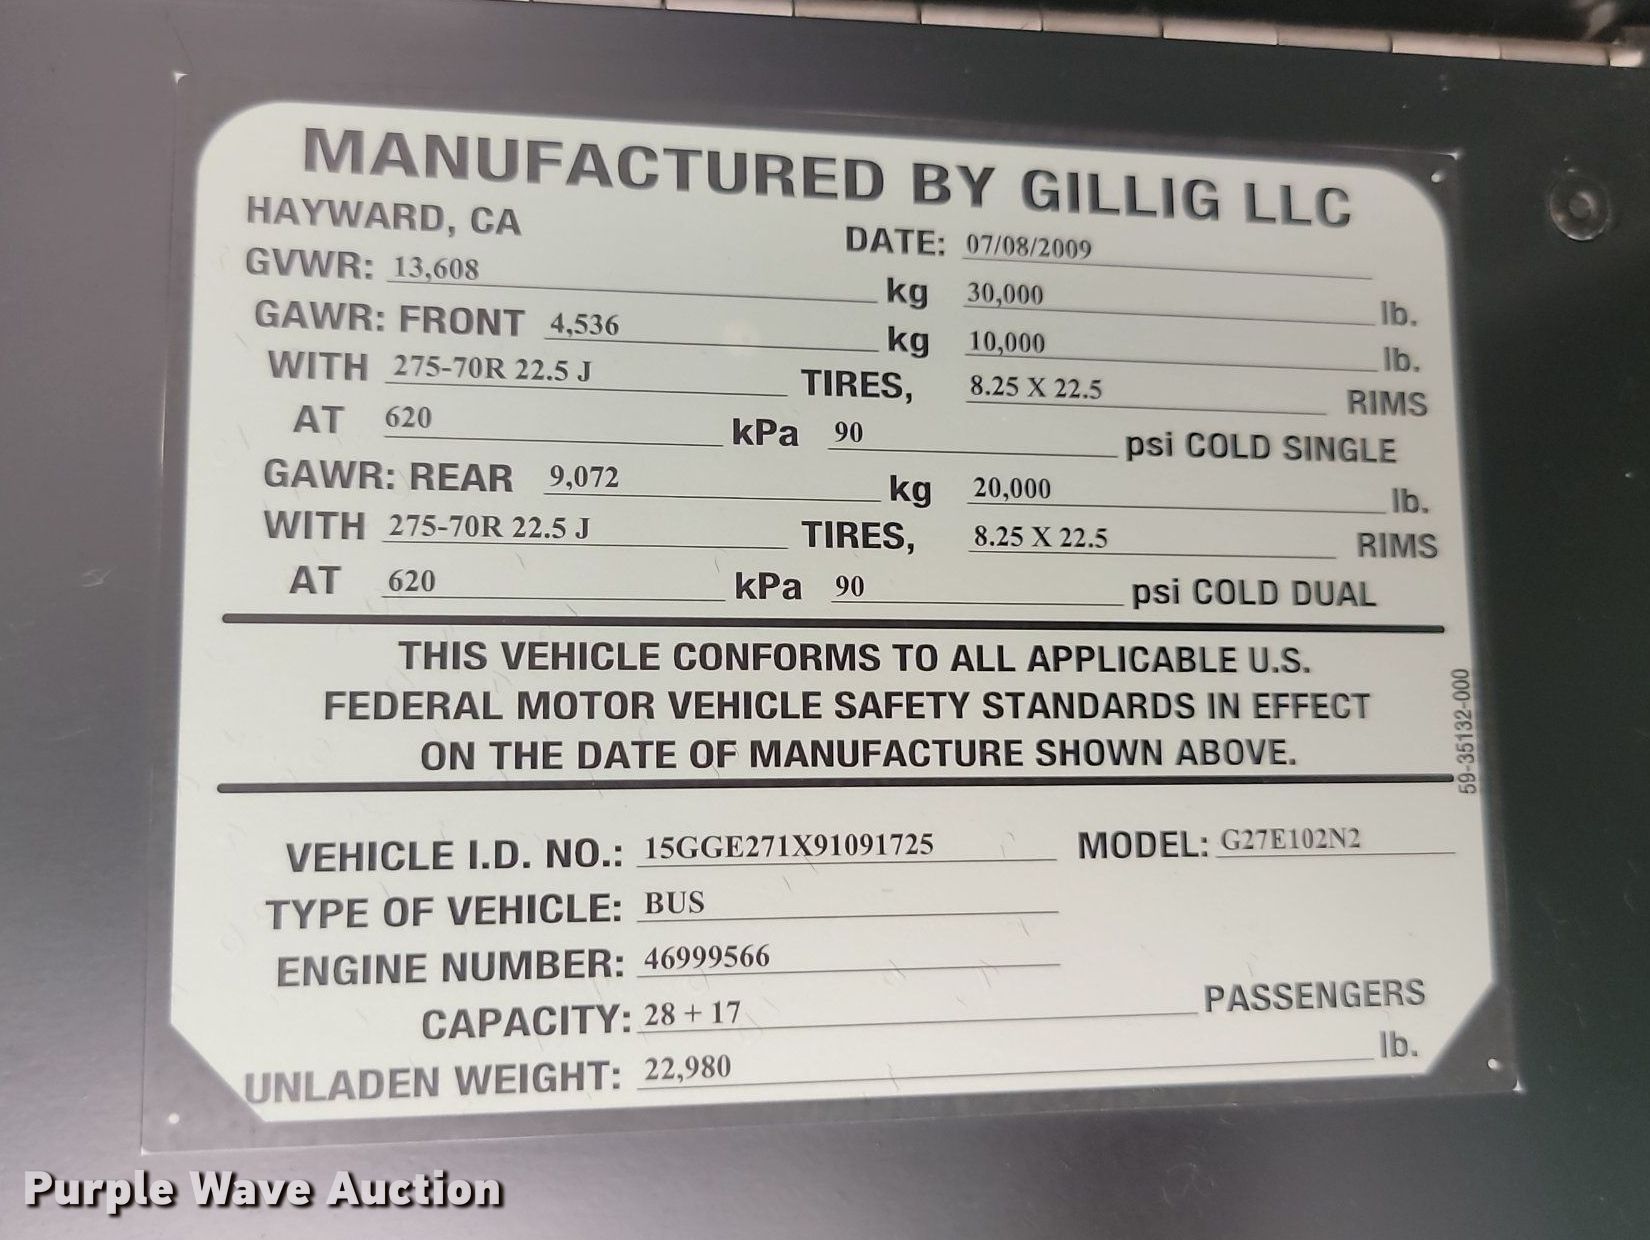 MANUFACTURED BY GILLIG LLC
HAYWARD, CA DATE: 07/08/2009
GVWR: 13,608 kg 30,000 lb.
GAWR: FRONT 4,536 kg 10,000 lb.
WITH 275-70R 22.5 J TIRES, 8.25 X 22.5 RIMS
AT 620 kPa 90 psi COLD SINGLE
GAWR: REAR 9,072 kg 20,000 lb.
WITH 275-70R 22.5 J TIRES, 8.25 X 22.5 RIMS
AT 620 kPa 90 psi COLD DUAL
THIS VEHICLE CONFORMS TO ALL APPLICABLE U.S.
FEDERAL MOTOR VEHICLE SAFETY STANDARDS IN EFFECT
ON THE DATE OF MANUFACTURE SHOWN ABOVE.
59-35132-000
VEHICLE I.D. NO.: 15GGE271X91091725 MODEL: G27E102N2
TYPE OF VEHICLE: BUS
ENGINE NUMBER: 46999566
CAPACITY: 28 + 17 PASSENGERS
UNLADEN WEIGHT: 22,980 lb.
Purple Wave Auction